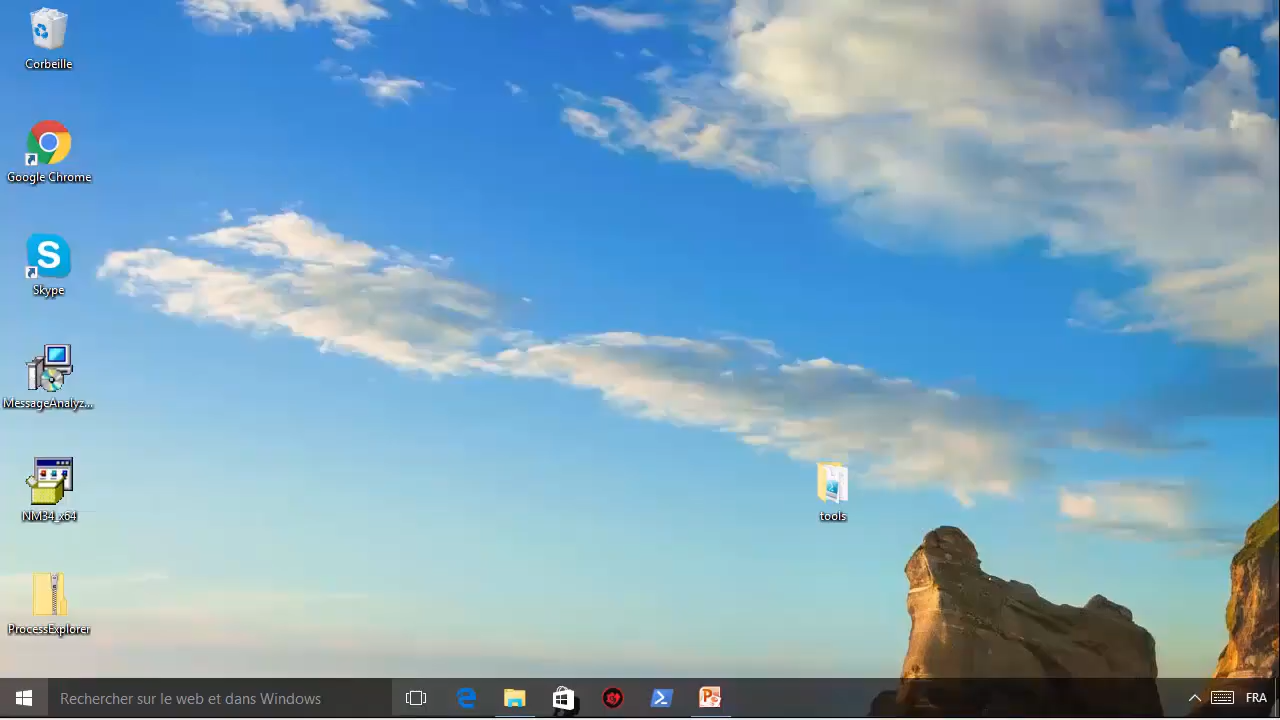 Corbeille
Google Chrome
Skype
MessageAnalyz...
NM34_x64
ProcessExplorer
tools
Rechercher sur le web et dans Windows
FRA